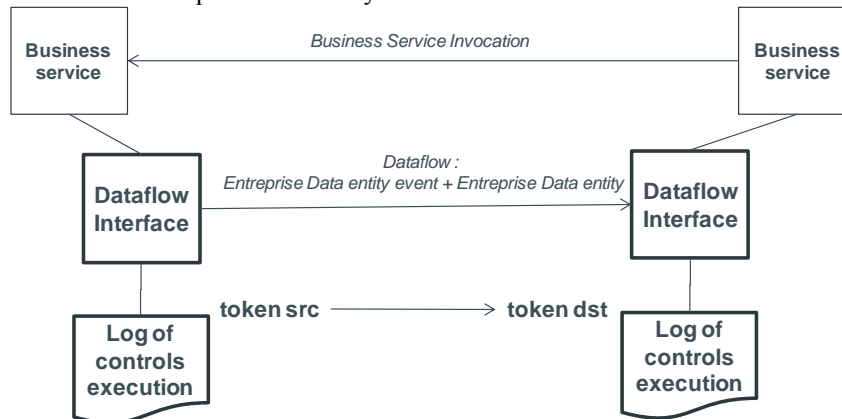 Business Service Invocation
Business
service
Business
service
Dataflow :
Entreprise Data entity event + Entreprise Data entity
Dataflow
Interface
Dataflow
Interface
token src
token dst
Log of
controls
execution
Log of
controls
execution